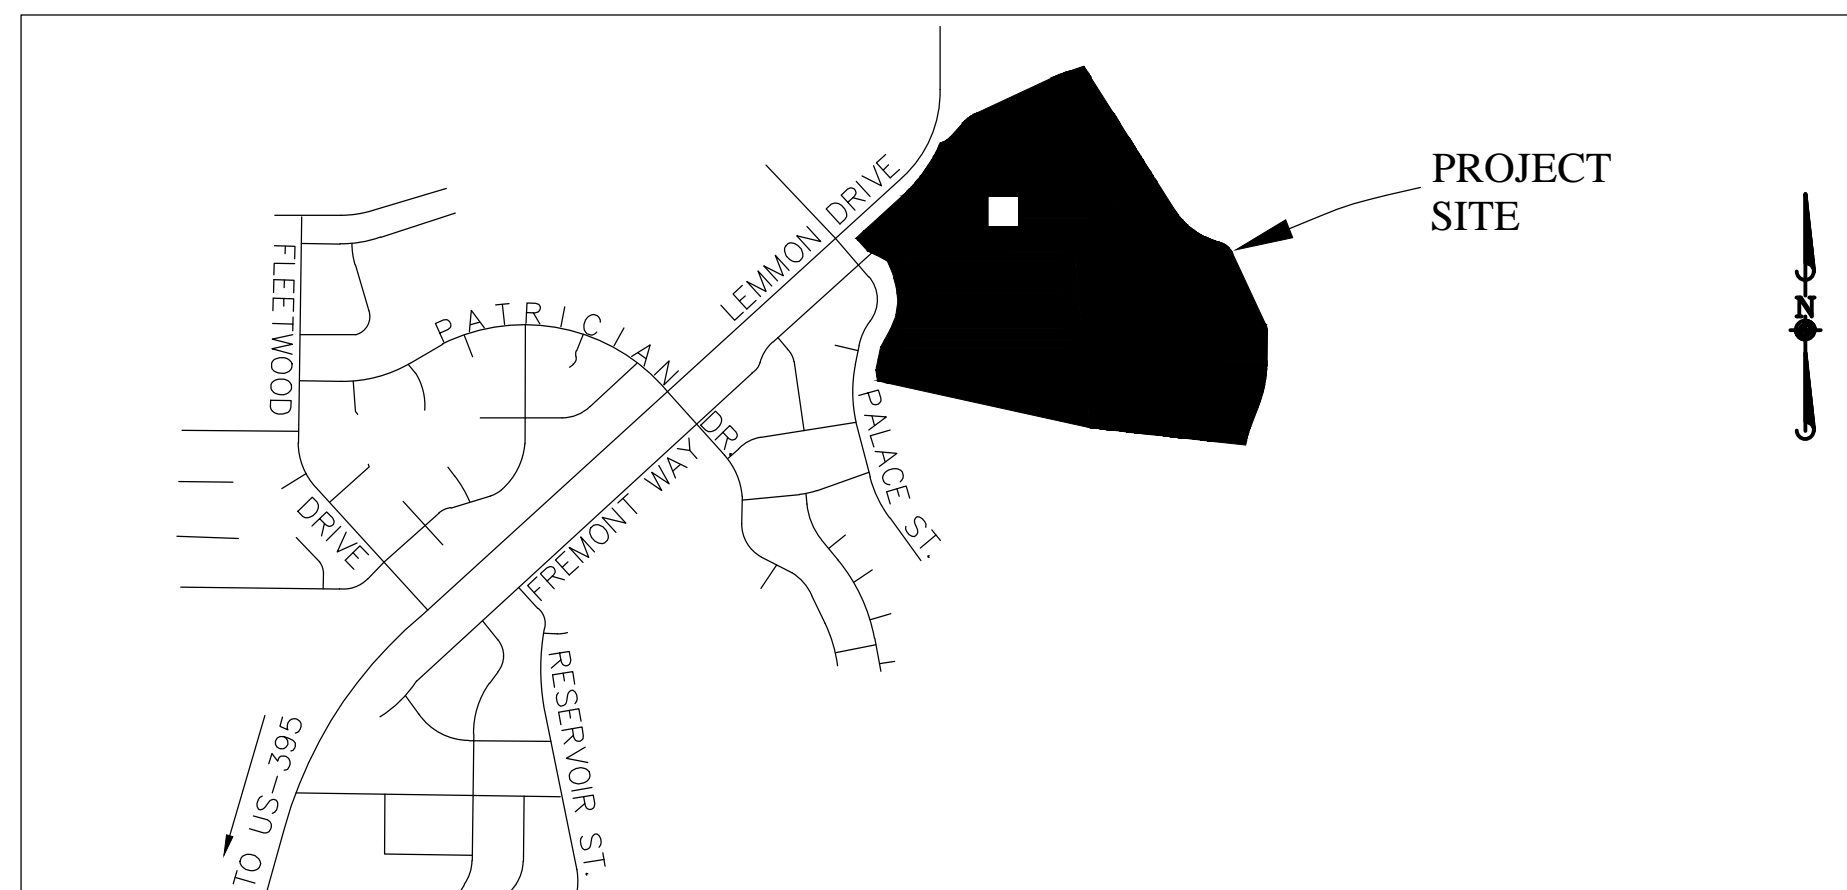 PROJECT
SITE
LEMMON DRIVE
FLEETWOOD
DRIVE
PATRICIAN DR.
N
PALACE ST.
FREMONT WAY
RESERVOIR ST.
TO US-395